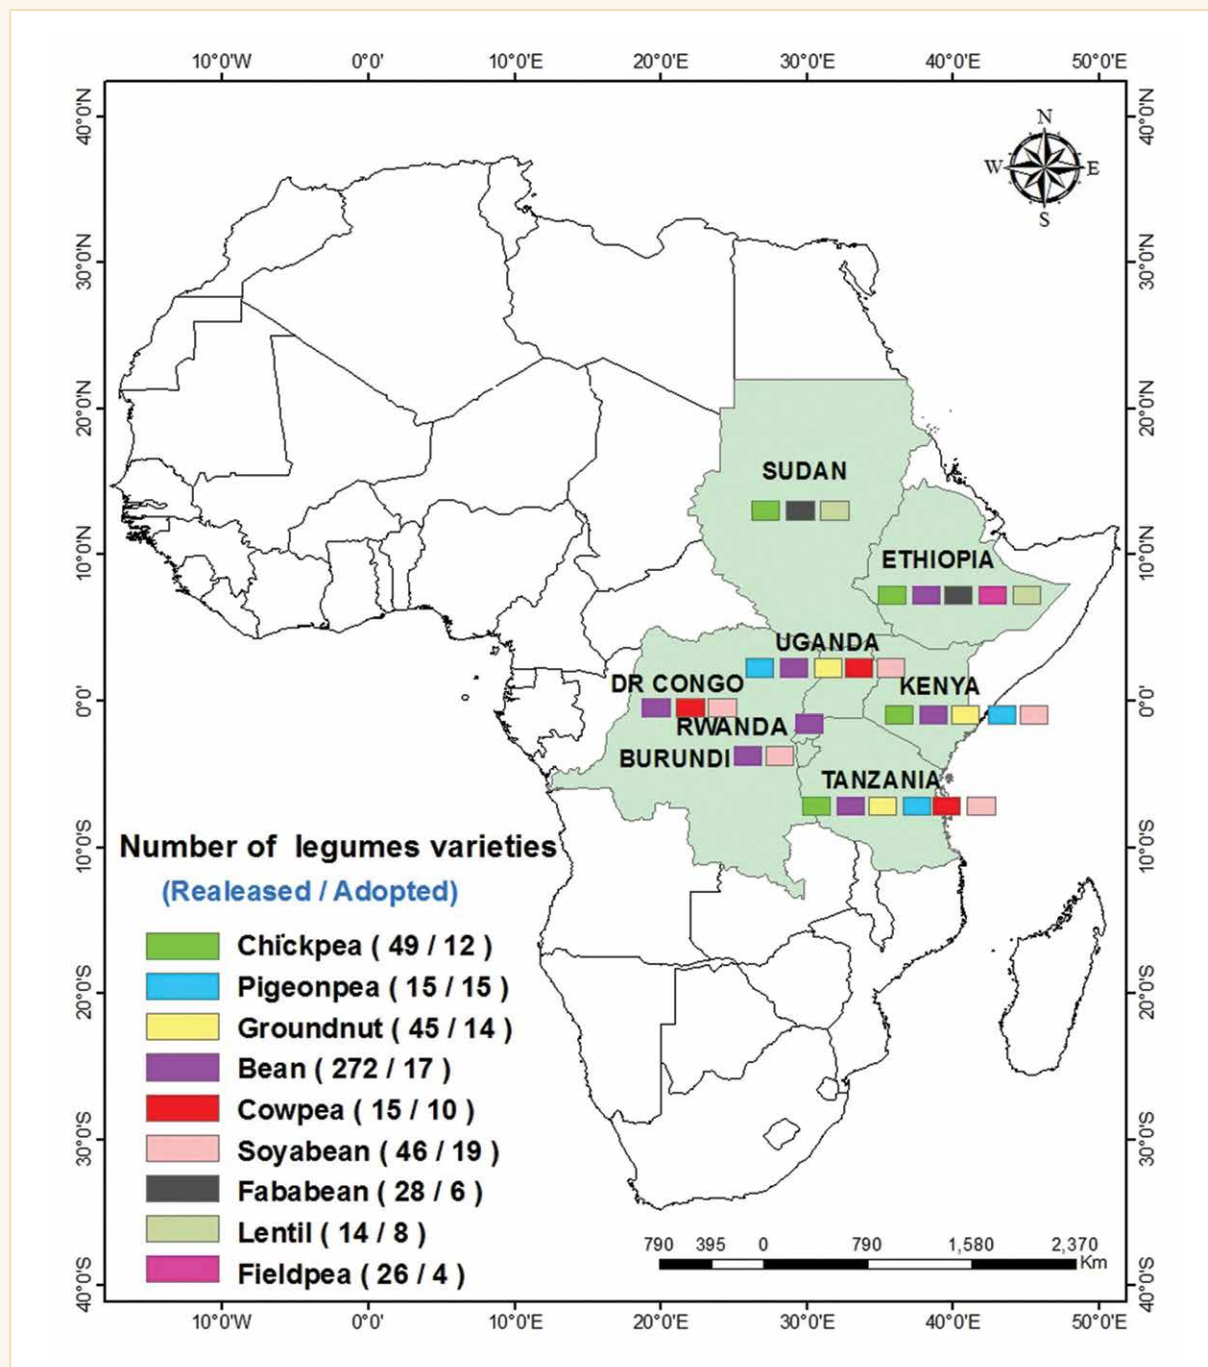 10°0'W 0°0' 10°0'E 20°0'E 30°0'E 40°0'E 50°0'E
40°0'N 40°0'N
N
W E
S
30°0'N 30°0'N
20°0'N 20°0'N
SUDAN
10°0'N 10°0'N
ETHIOPIA
UGANDA
DR CONGO
KENYA
0°0' 0°0'
RWANDA
BURUNDI
TANZANIA
10°0'S 10°0'S
Number of legumes varieties
(Realeased / Adopted)
Chickpea ( 49 / 12 )
Pigeonpea ( 15 / 15 )
20°0'S 20°0'S
Groundnut ( 45 / 14 )
Bean ( 272 / 17 )
Cowpea ( 15 / 10 )
30°0'S 30°0'S
Soyabean ( 46 / 19 )
Fababean ( 28 / 6 )
Lentil ( 14 / 8 )
790 395 0 790 1,580 2,370
Km
Fieldpea ( 26 / 4 )
40°0'S 40°0'S
10°0'W 0°0' 10°0'E 20°0'E 30°0'E 40°0'E 50°0'E